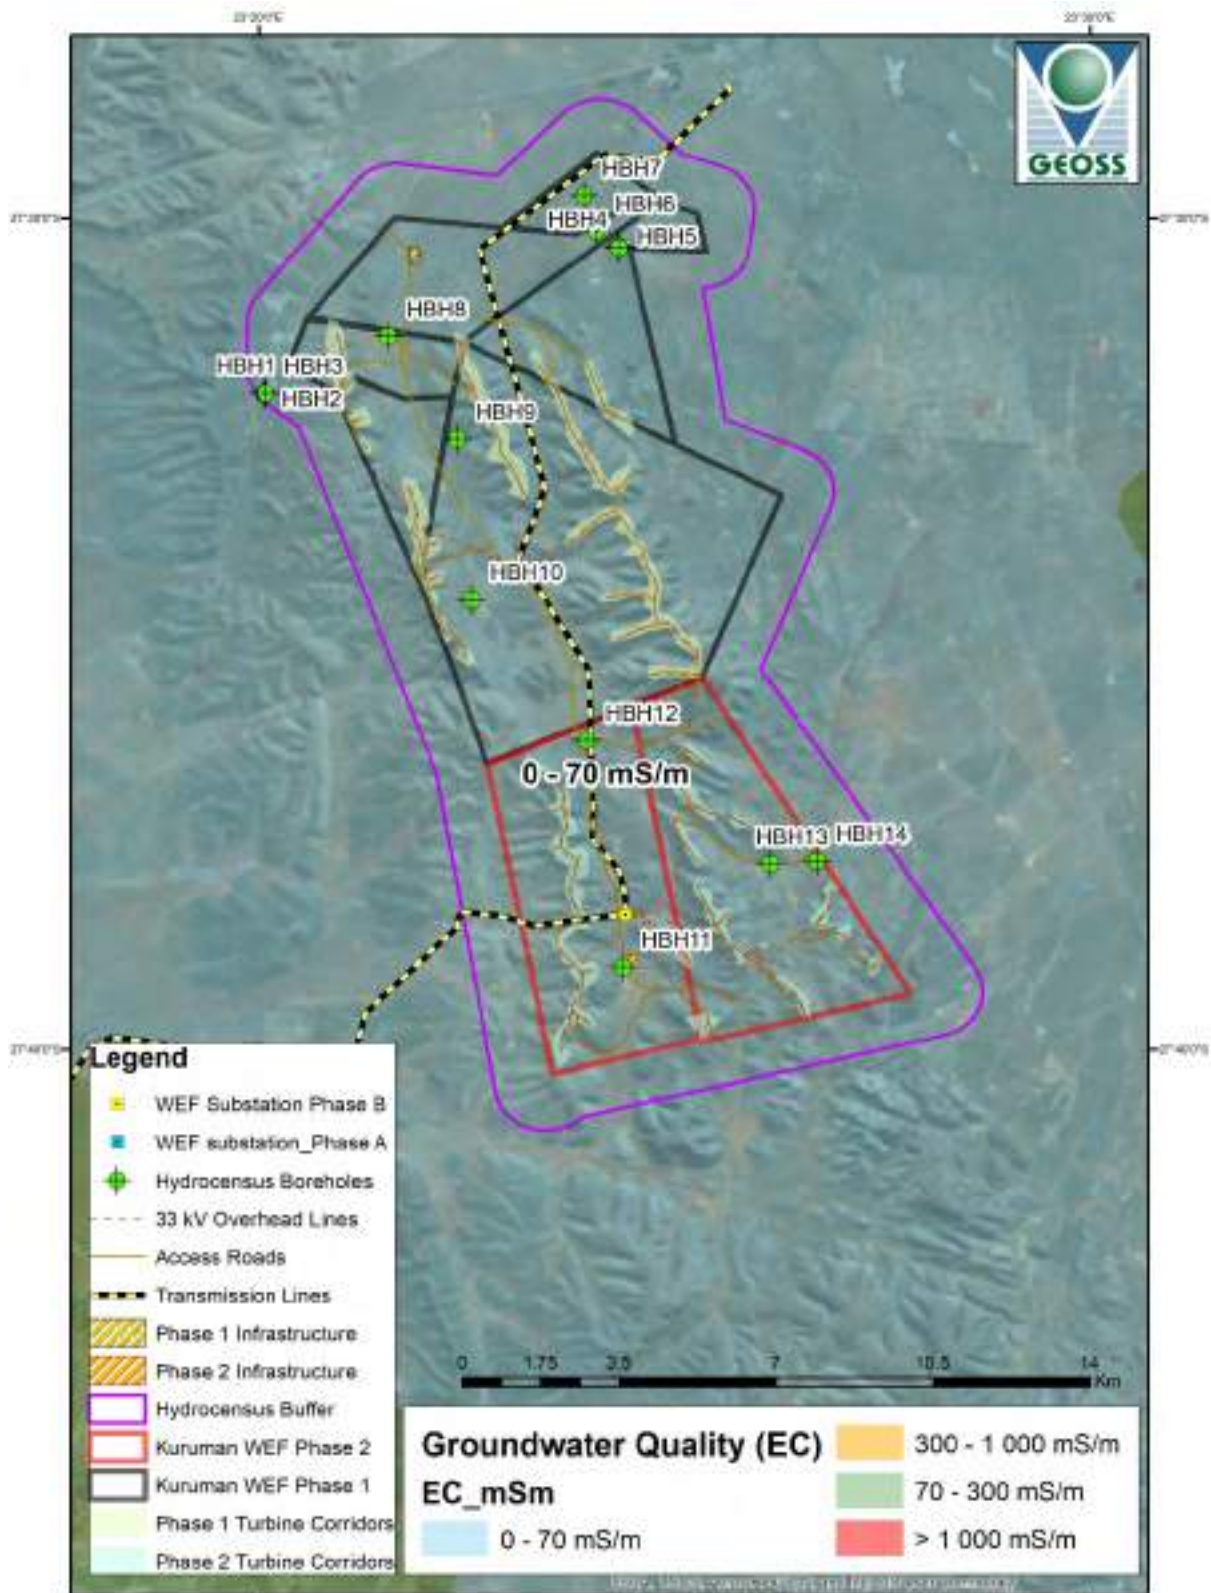 GEOSS
HBH7
HBH6
HBH4
HBH5
HBH8
HBH1
HBH3
HBH2
HBH9
HBH10
HBH12
0 - 70 mS/m
HBH13
HBH14
HBH11
Legend
WEF Substation Phase B
WEF substation_Phase A
Hydrocensus Boreholes
33 kV Overhead Lines
Access Roads
Transmission Lines
Phase 1 Infrastructure
Phase 2 Infrastructure
Hydrocensus Buffer
Kuruman WEF Phase 2
Kuruman WEF Phase 1
Phase 1 Turbine Corridors
Phase 2 Turbine Corridors
0 1.75 3.5 7 10.5 14
Km
Groundwater Quality (EC)
EC_mSm
0 - 70 mS/m
300 - 1 000 mS/m
70 - 300 mS/m
> 1 000 mS/m